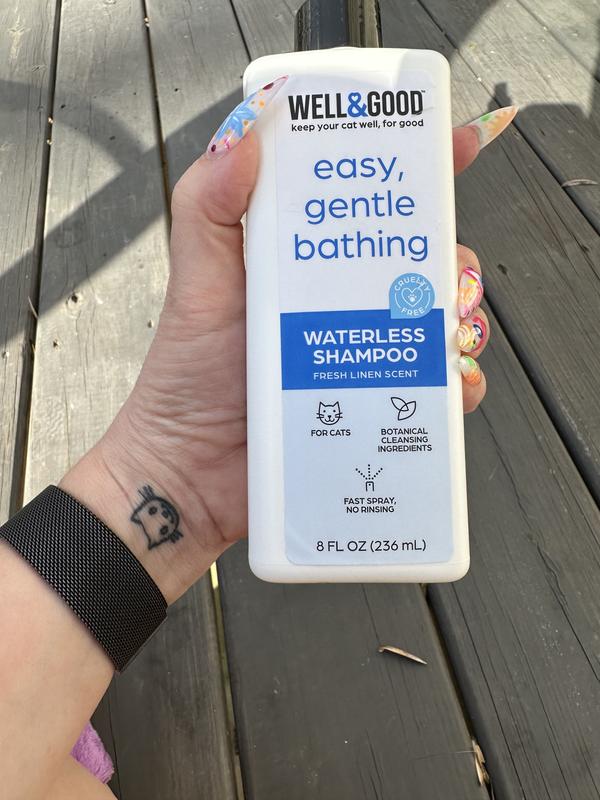 WELL&GOOD™
keep your cat well, for good
easy,
gentle
bathing
CRUELTY
FREE
WATERLESS
SHAMPOO
FRESH LINEN SCENT
FOR CATS
BOTANICAL
CLEANSING
INGREDIENTS
FAST SPRAY,
NO RINSING
8 FL OZ (236 mL)